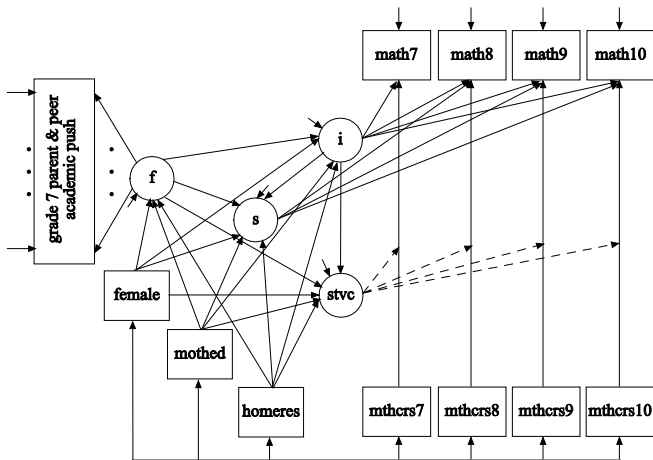 math7
math8
math9
math10
grade 7 parent & peer
academic push
i
f
s
female
stvc
mothed
homeres
mthcrs7
mthcrs8
mthcrs9
mthcrs10